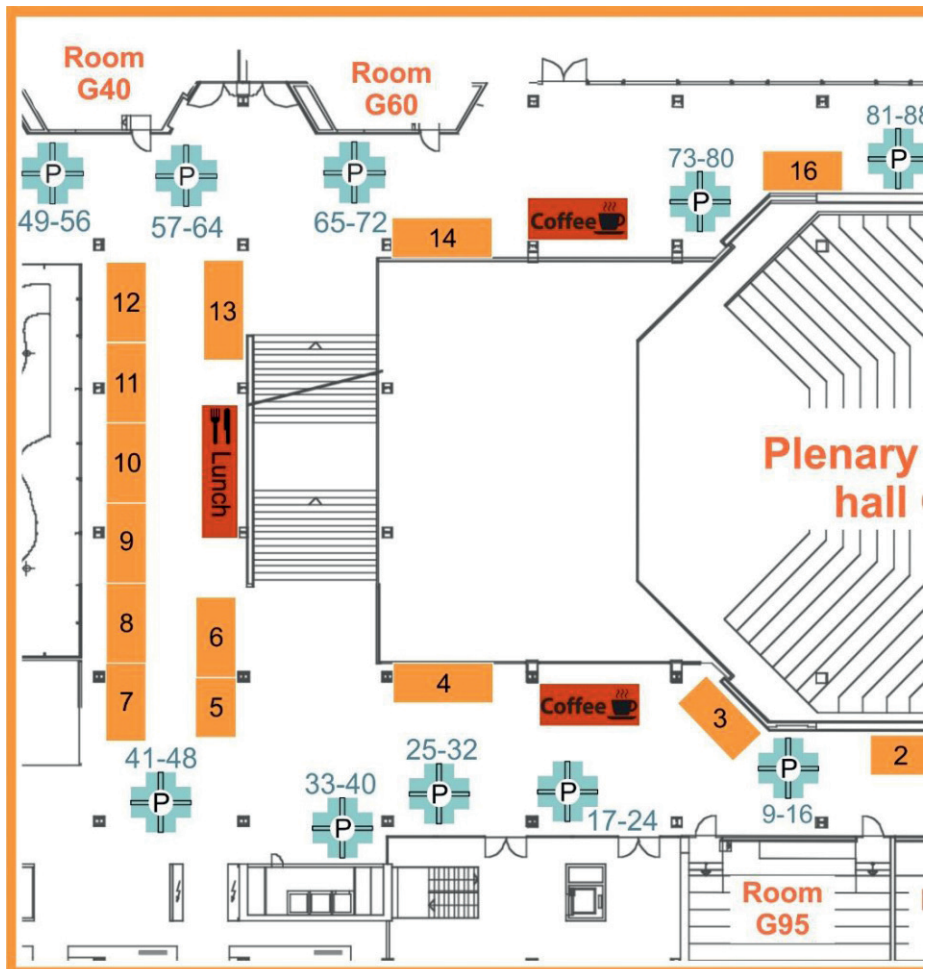 Room
G40
Room
G60
81-88
73-80
P
16
P
P
P
P
P
49-56
57-64
65-72
Coffee
14
12
13
11
Lunch
10
9
Plenary
hall
8
6
7
5
4
Coffee
3
2
41-48
25-32
P
33-40
P
P
P
P
17-24
9-16
Room
G95